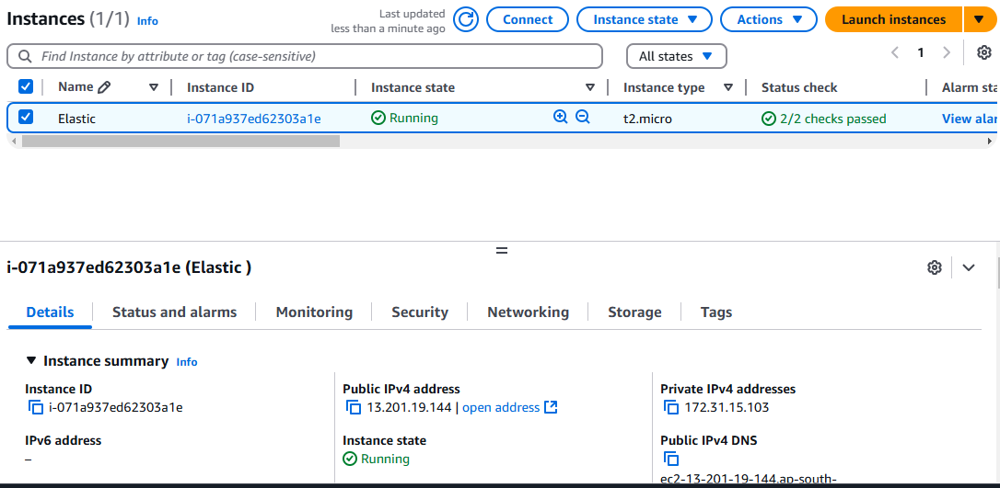 Instances (1/1) Info
Last updated
less than a minute ago
Connect
Instance state
Actions
Launch instances
Find Instance by attribute or tag (case-sensitive)
All states
1
Name Instance ID Instance state Instance type Status check Alarm sta
Elastic i-071a937ed62303a1e Running t2.micro 2/2 checks passed View alar
i-071a937ed62303a1e (Elastic )
Details Status and alarms Monitoring Security Networking Storage Tags
Instance summary Info
Instance ID
i-071a937ed62303a1e
Public IPv4 address
13.201.19.144 | open address
Private IPv4 addresses
172.31.15.103
IPv6 address
–
Instance state
Running
Public IPv4 DNS
ec2-13-201-19-144.ap-south-